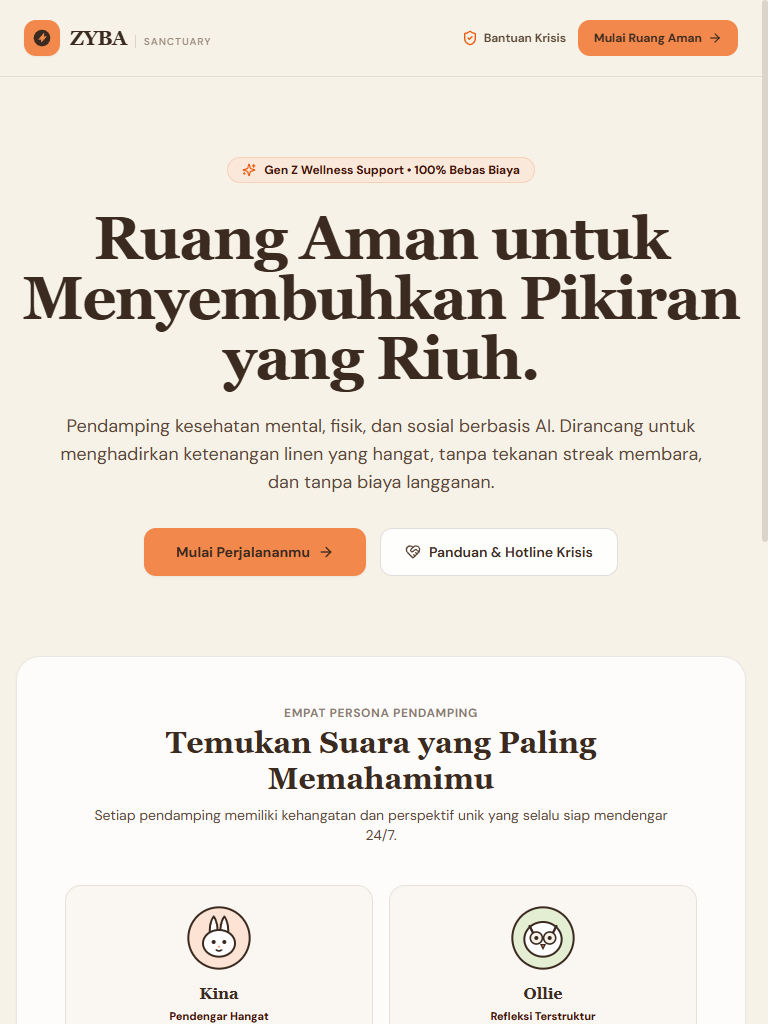 ZYBA
SANCTUARY
Bantuan Krisis
Mulai Ruang Aman
Gen Z Wellness Support • 100% Bebas Biaya
Ruang Aman untuk
Menyembuhkan Pikiran
yang Riuh.
Pendamping kesehatan mental, fisik, dan sosial berbasis AI. Dirancang untuk
menghadirkan ketenangan linen yang hangat, tanpa tekanan streak membara,
dan tanpa biaya langganan.
Mulai Perjalananmu
Panduan & Hotline Krisis
EMPAT PERSONA PENDAMPING
Temukan Suara yang Paling
Memahamimu
Setiap pendamping memiliki kehangatan dan perspektif unik yang selalu siap mendengar
24/7.
Kina
Pendengar Hangat
Ollie
Refleksi Terstruktur